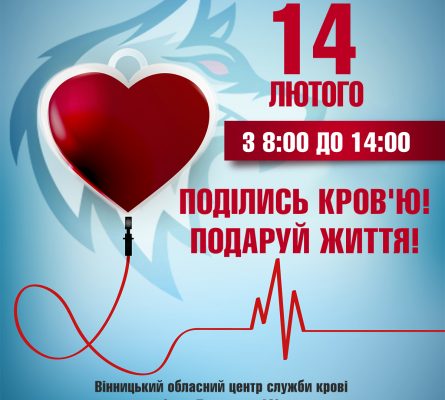 14
ЛЮТОГО
З 8:00 ДО 14:00
ПОДІЛИСЬ КРОВ'Ю!
ПОДАРУЙ ЖИТТЯ!
Вінницький обласний центр служби крові